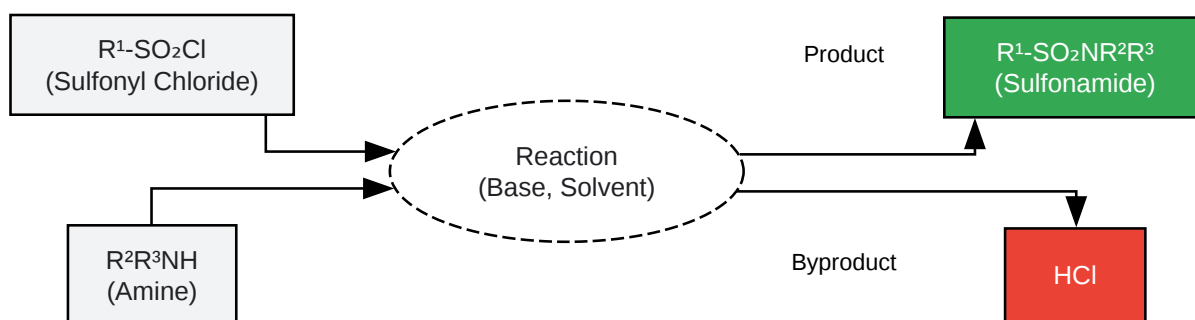 R¹-SO₂Cl
(Sulfonyl Chloride)
R²R³NH
(Amine)
Reaction
(Base, Solvent)
Product
R¹-SO₂NR²R³
(Sulfonamide)
Byproduct
HCl